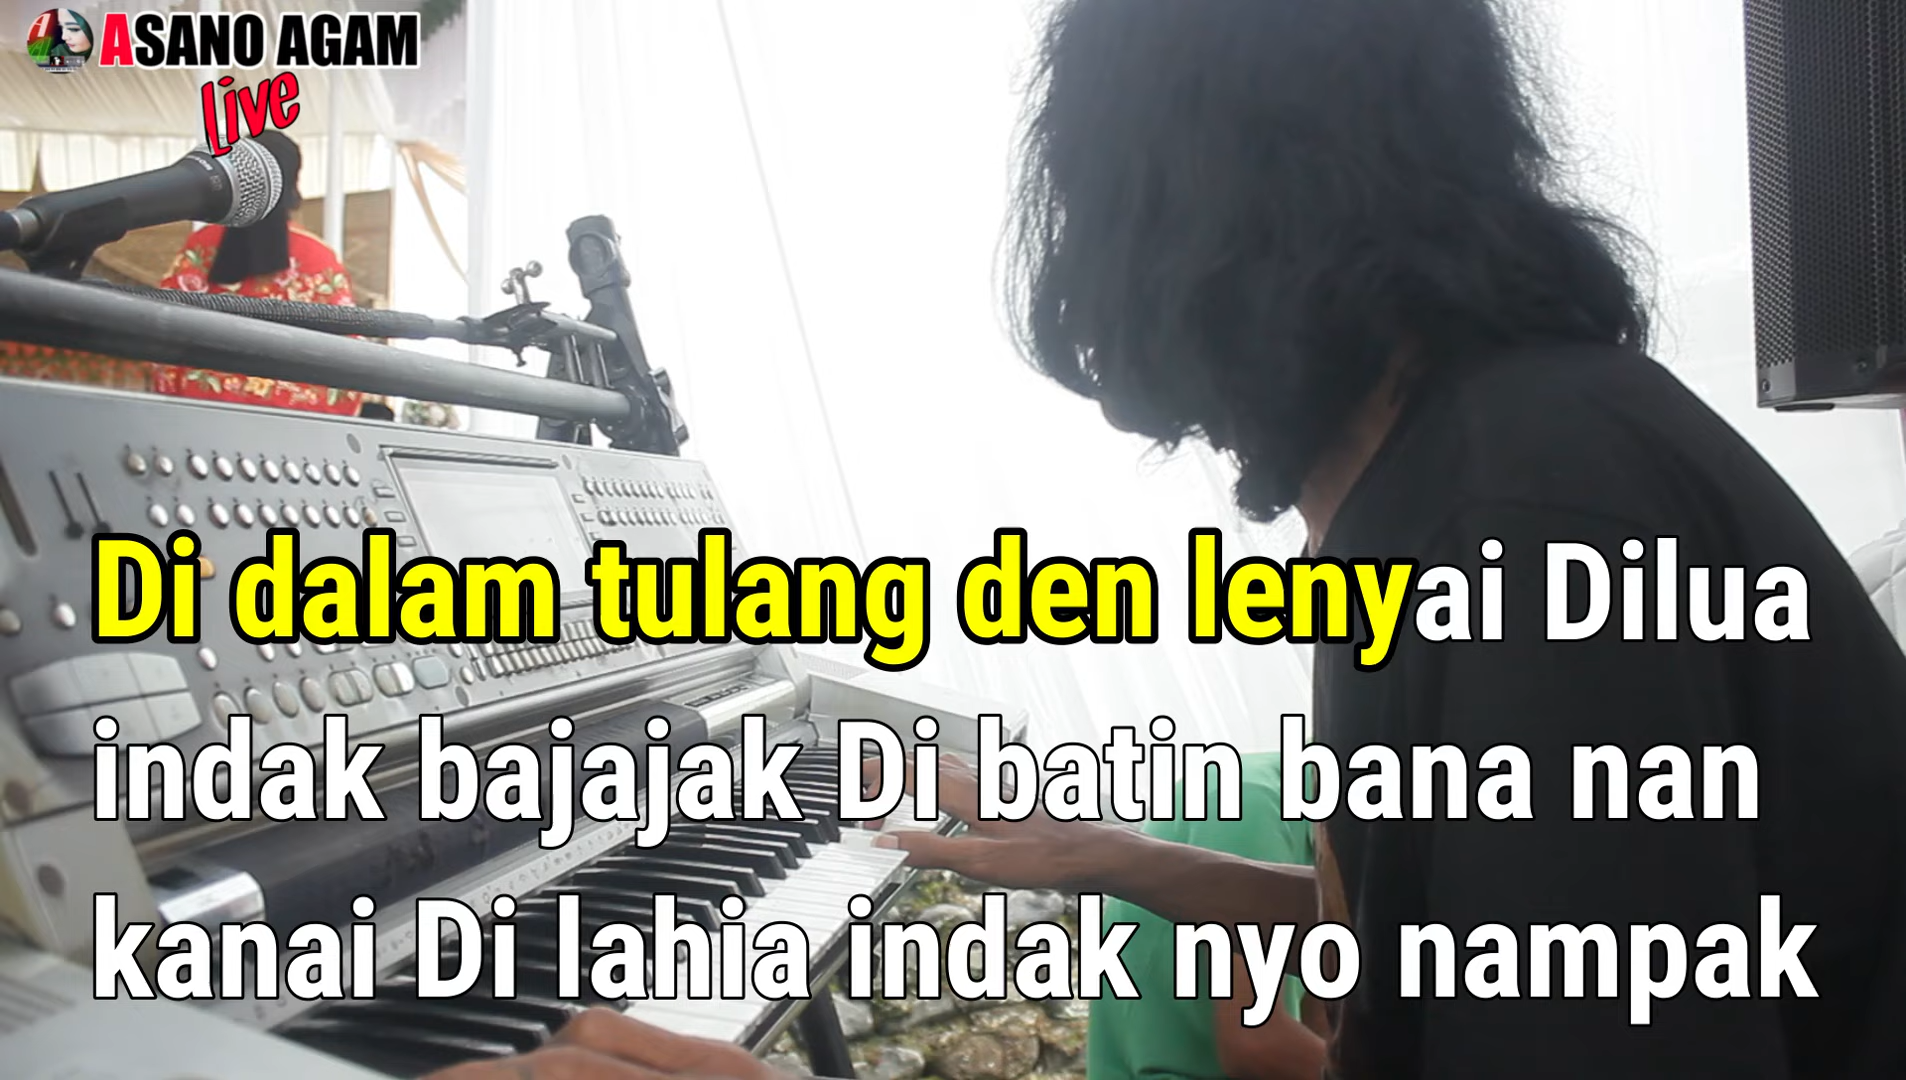 ASANO AGAM
Live
Di dalam tulang den lenyai Dilua
indak bajajak Di batin bana nan
kanai Di lahia indak nyo nampak